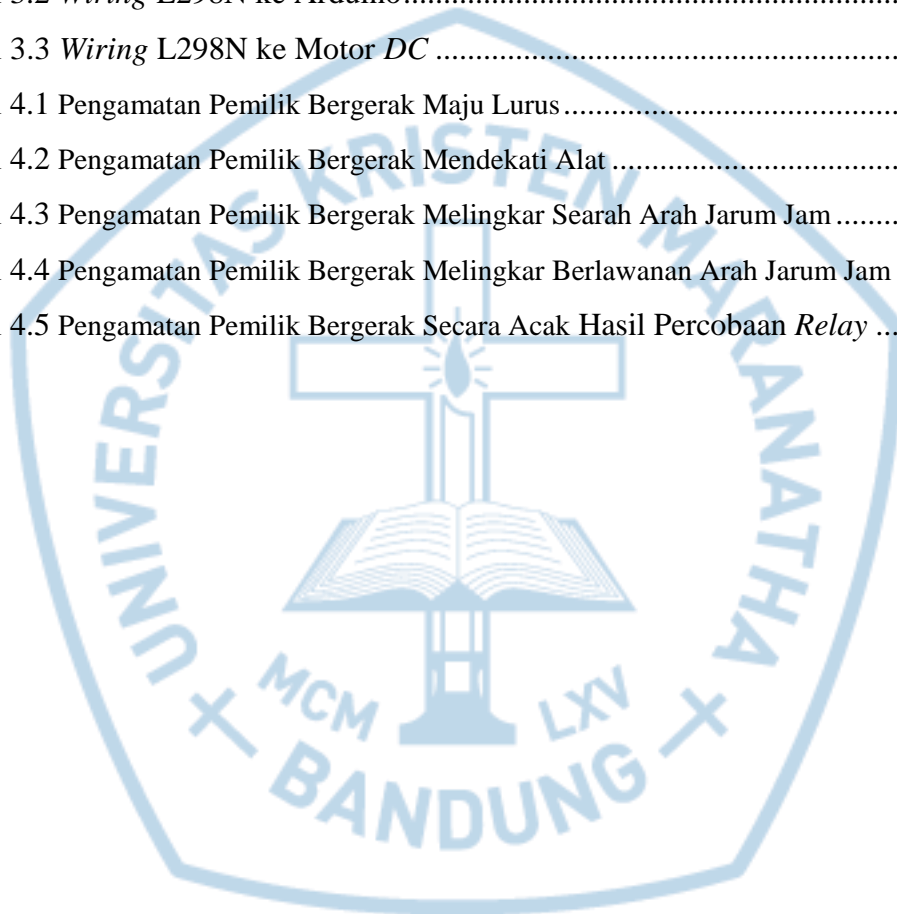 3.2 Wiring L298N ke Arduino........................................................
3.3 Wiring L298N ke Motor DC ........................................................
4.1 Pengamatan Pemilik Bergerak Maju Lurus........................................
4.2 Pengamatan Pemilik Bergerak Mendekati Alat ....................................
4.3 Pengamatan Pemilik Bergerak Melingkar Searah Arah Jarum Jam ........
4.4 Pengamatan Pemilik Bergerak Melingkar Berlawanan Arah Jarum Jam
4.5 Pengamatan Pemilik Bergerak Secara Acak Hasil Percobaan Relay ...
UNIVERSITAS KRISTEN MARANATHA
MCM LXV
BANDUNG